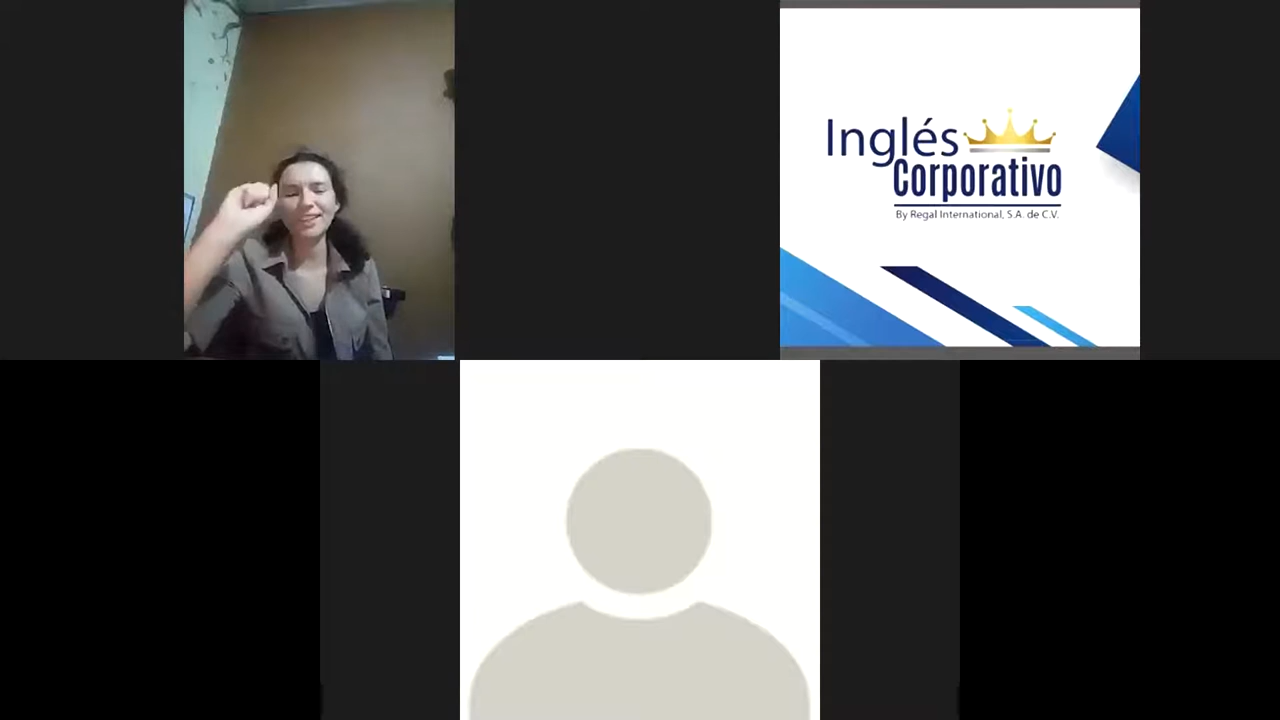 Inglés
Corporativo
By Regal International, S.A. de C.V.